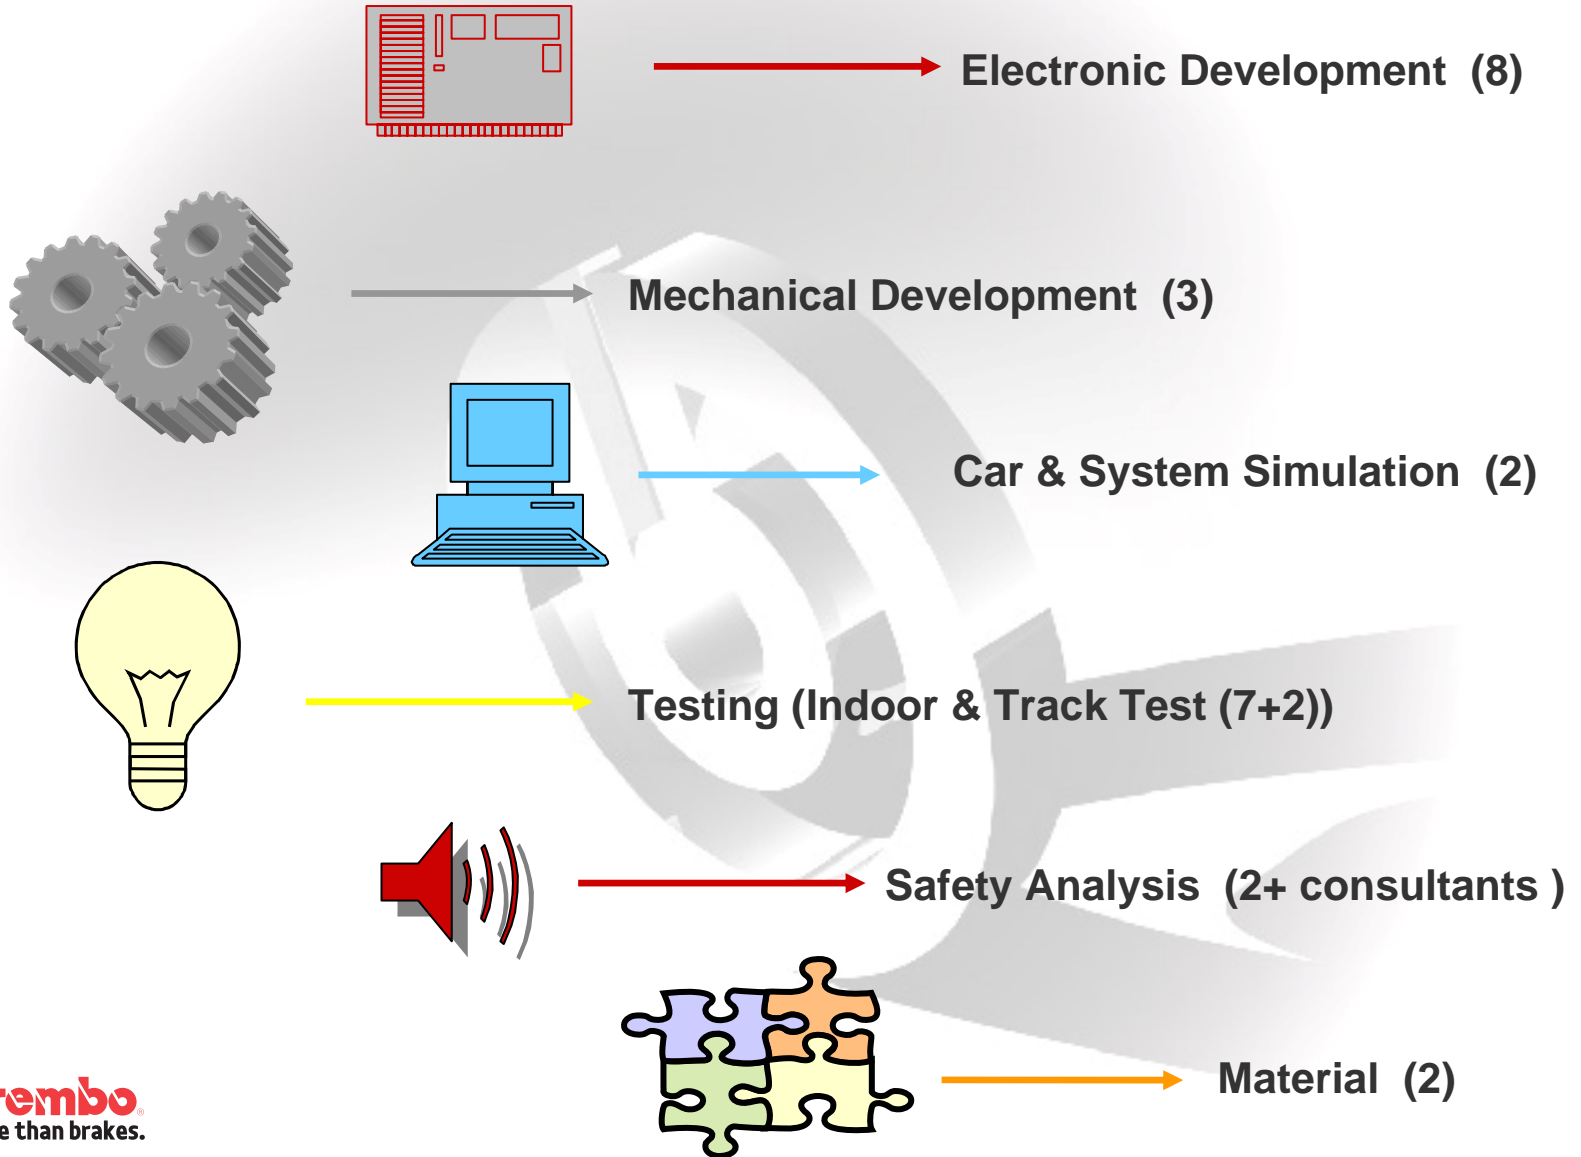 Electronic Development (8)
Mechanical Development (3)
Car & System Simulation (2)
Testing (Indoor & Track Test (7+2))
Safety Analysis (2+ consultants )
Material (2)
rembo®
e than brakes.